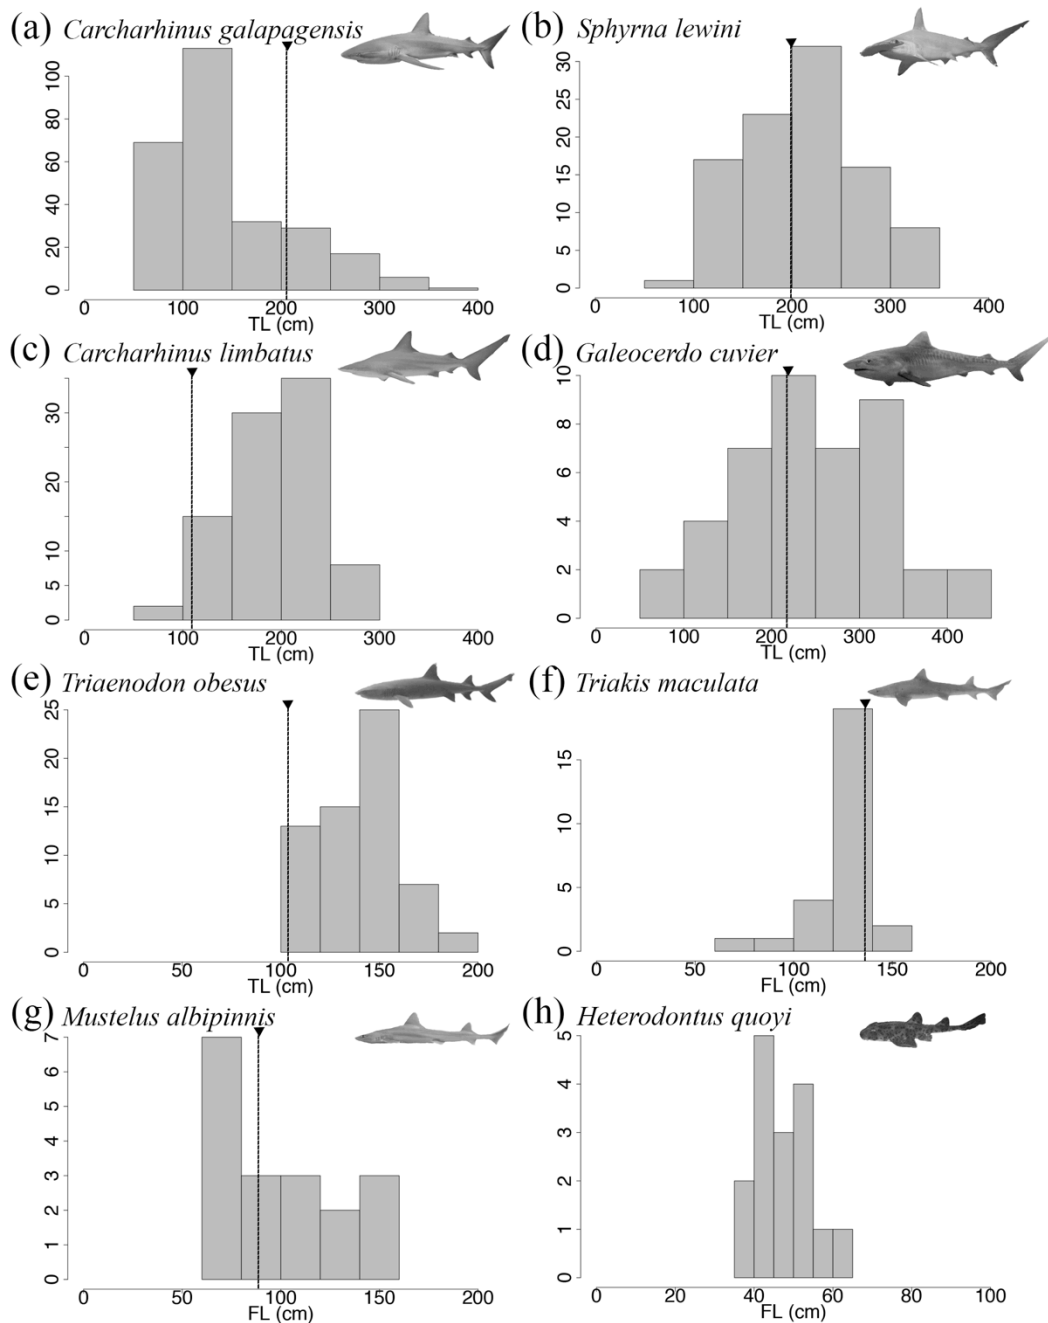 (a) Carcharhinus galapagensis
100
80
60
40
20
0
0 100 200 300 400
TL (cm)
(b) Sphyrna lewini
30
25
20
15
10
5
0
0 100 200 300 400
TL (cm)
(c) Carcharhinus limbatus
30
20
10
5
0
0 100 200 300 400
TL (cm)
(d) Galeocerdo cuvier
10
8
6
4
2
0
0 100 200 300 400
TL (cm)
(e) Triaenodon obesus
25
20
15
10
5
0
0 50 100 150 200
TL (cm)
(f) Triakis maculata
15
10
5
0
0 50 100 150 200
FL (cm)
(g) Mustelus albipinnis
7
6
5
4
3
2
1
0
0 50 100 150 200
FL (cm)
(h) Heterodontus quoyi
5
4
3
2
1
0
0 20 40 60 80 100
FL (cm)